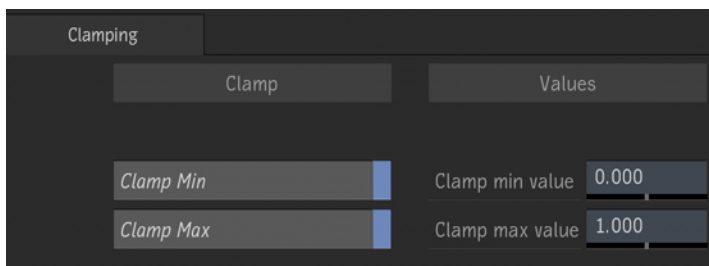 Clamping
Clamp Values
Clamp Min Clamp min value 0.000
Clamp Max Clamp max value 1.000